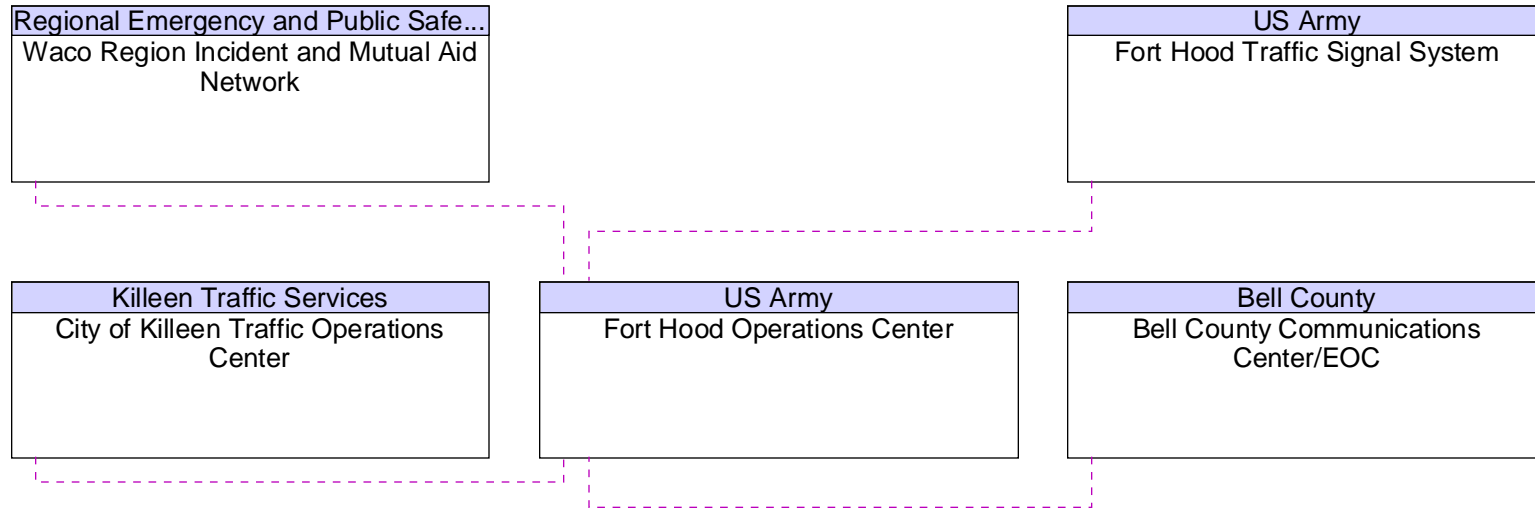 Regional Emergency and Public Safe...
Waco Region Incident and Mutual Aid
Network
US Army
Fort Hood Traffic Signal System
Killeen Traffic Services
City of Killeen Traffic Operations
Center
US Army
Fort Hood Operations Center
Bell County
Bell County Communications
Center/EOC